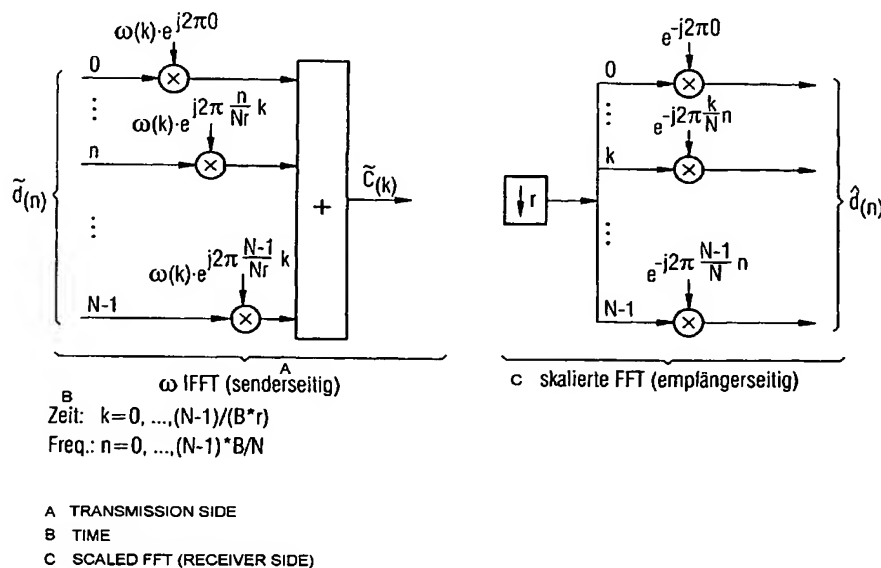 ω(k)·e^j2π0
0
⋮
ω(k)·e^j2π n/Nr k
n
d̃(n)
⋮
ω(k)·e^j2π N-1/Nr k
N-1
+
C̃(k)
A
ω IFFT (senderseitig)
B
Zeit: k=0, ...,(N-1)/(B*r)
Freq.: n=0, ...,(N-1)*B/N
e^-j2π0
0
⋮
e^-j2π k/N n
k
↓r
d̂(n)
⋮
e^-j2π N-1/N n
N-1
C skalierte FFT (empfängerseitig)
A TRANSMISSION SIDE
B TIME
C SCALED FFT (RECEIVER SIDE)